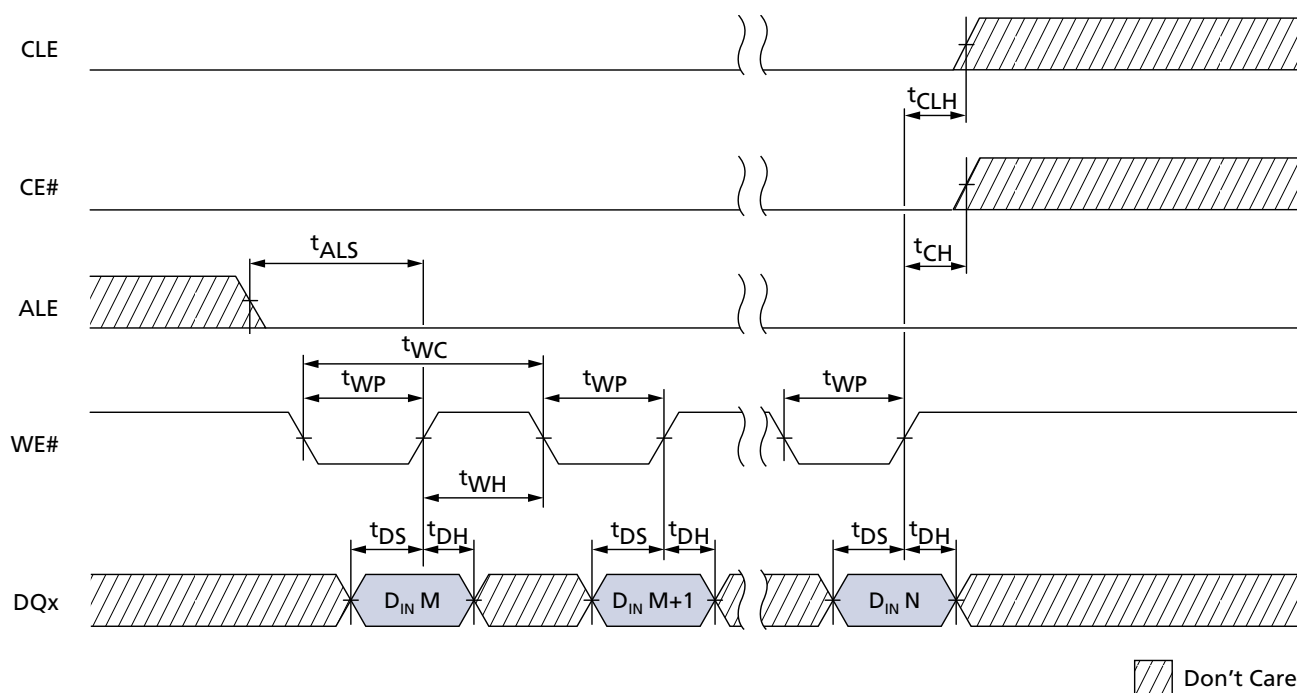 CLE
tCLH
CE#
tCH
tALS
ALE
tWC
tWP
tWP
tWP
WE#
tWH
tDS
tDH
tDS
tDH
tDS
tDH
DQx
DIN M
DIN M+1
DIN N
Don't Care